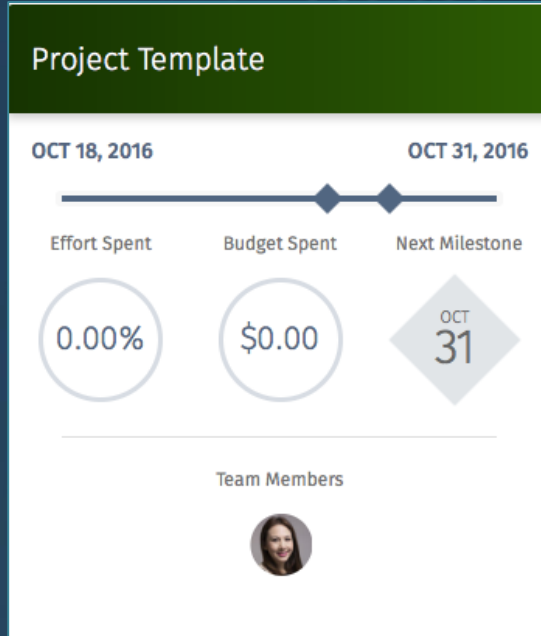 Project Template
OCT 18, 2016 OCT 31, 2016
Effort Spent Budget Spent Next Milestone
0.00% $0.00 OCT
31
Team Members